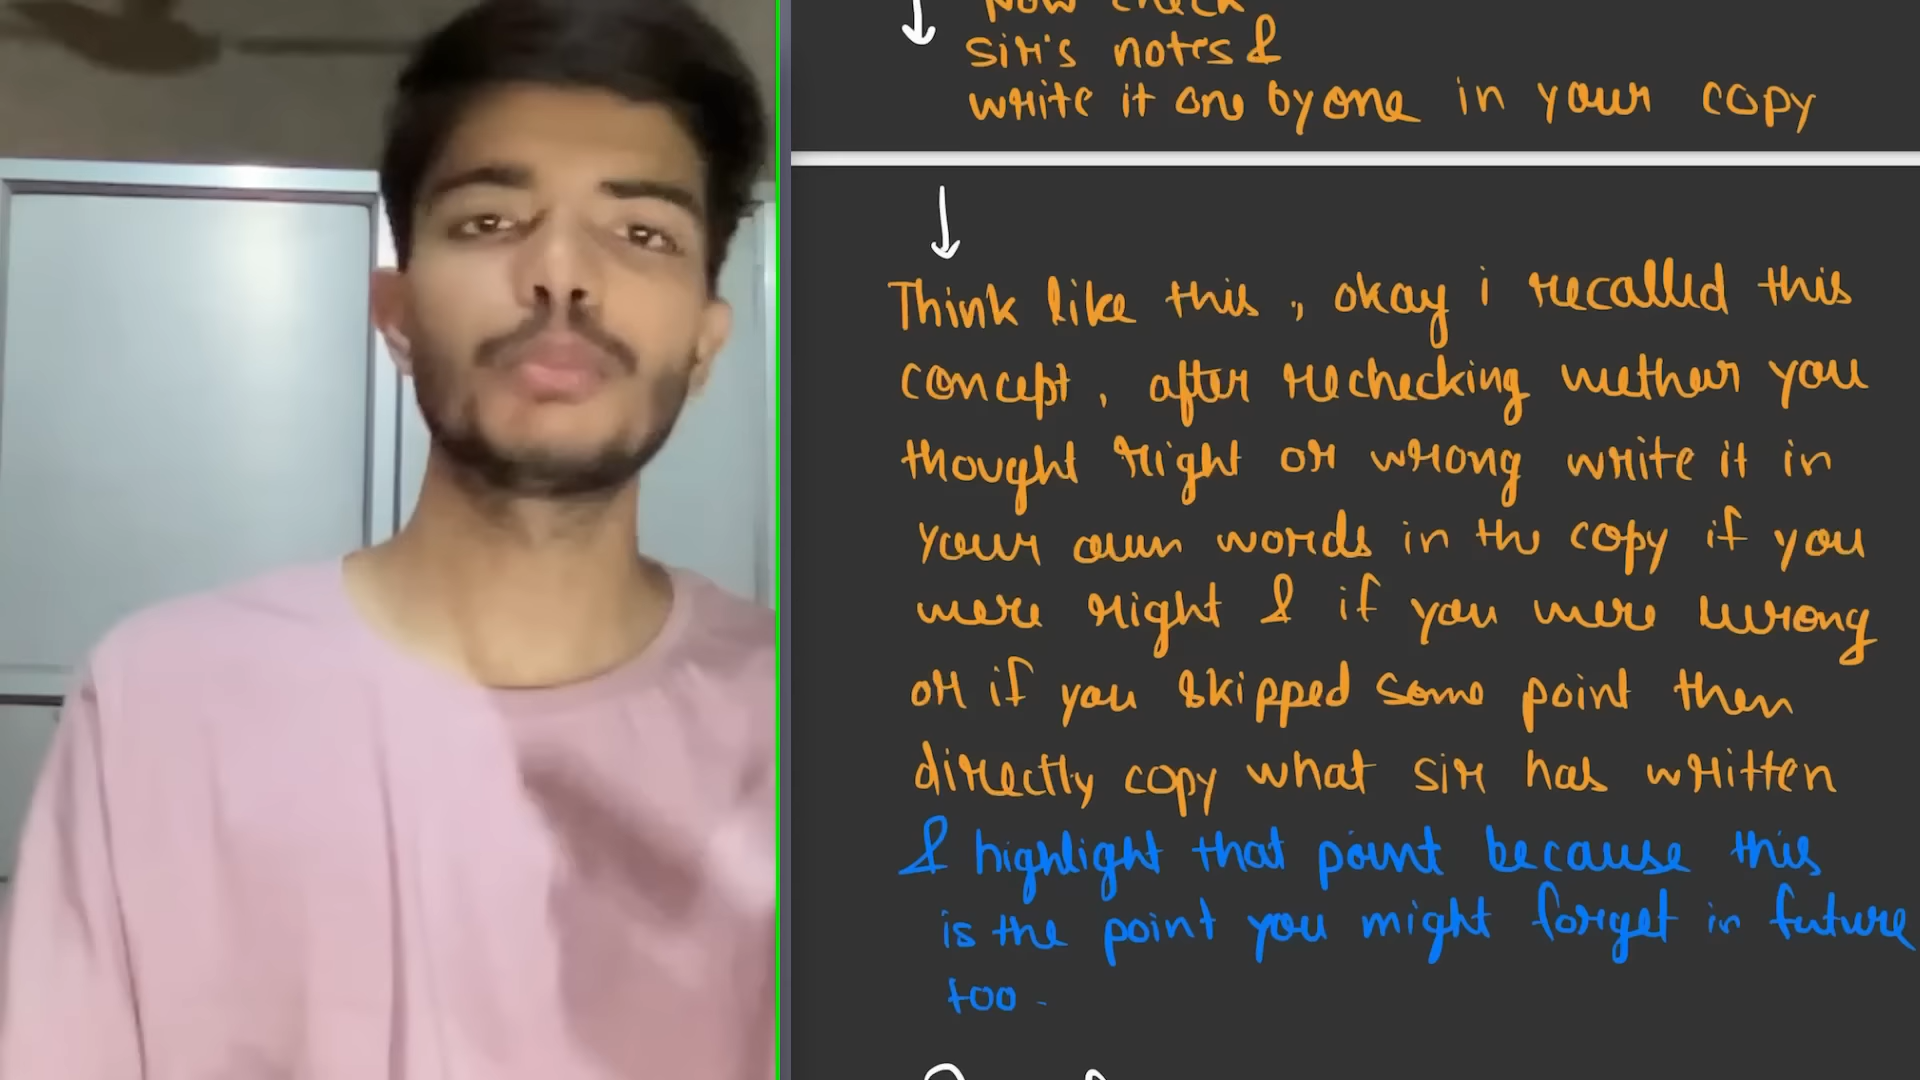 now check
sir's notes &
write it one by one in your copy
Think like this, okay i recalled this
concept, after rechecking wether you
thought right or wrong write it in
your own words in the copy if you
were right & if you were wrong
or if you skipped some point then
directly copy what sir has written
& highlight that point because this
is the point you might forget in future
too.